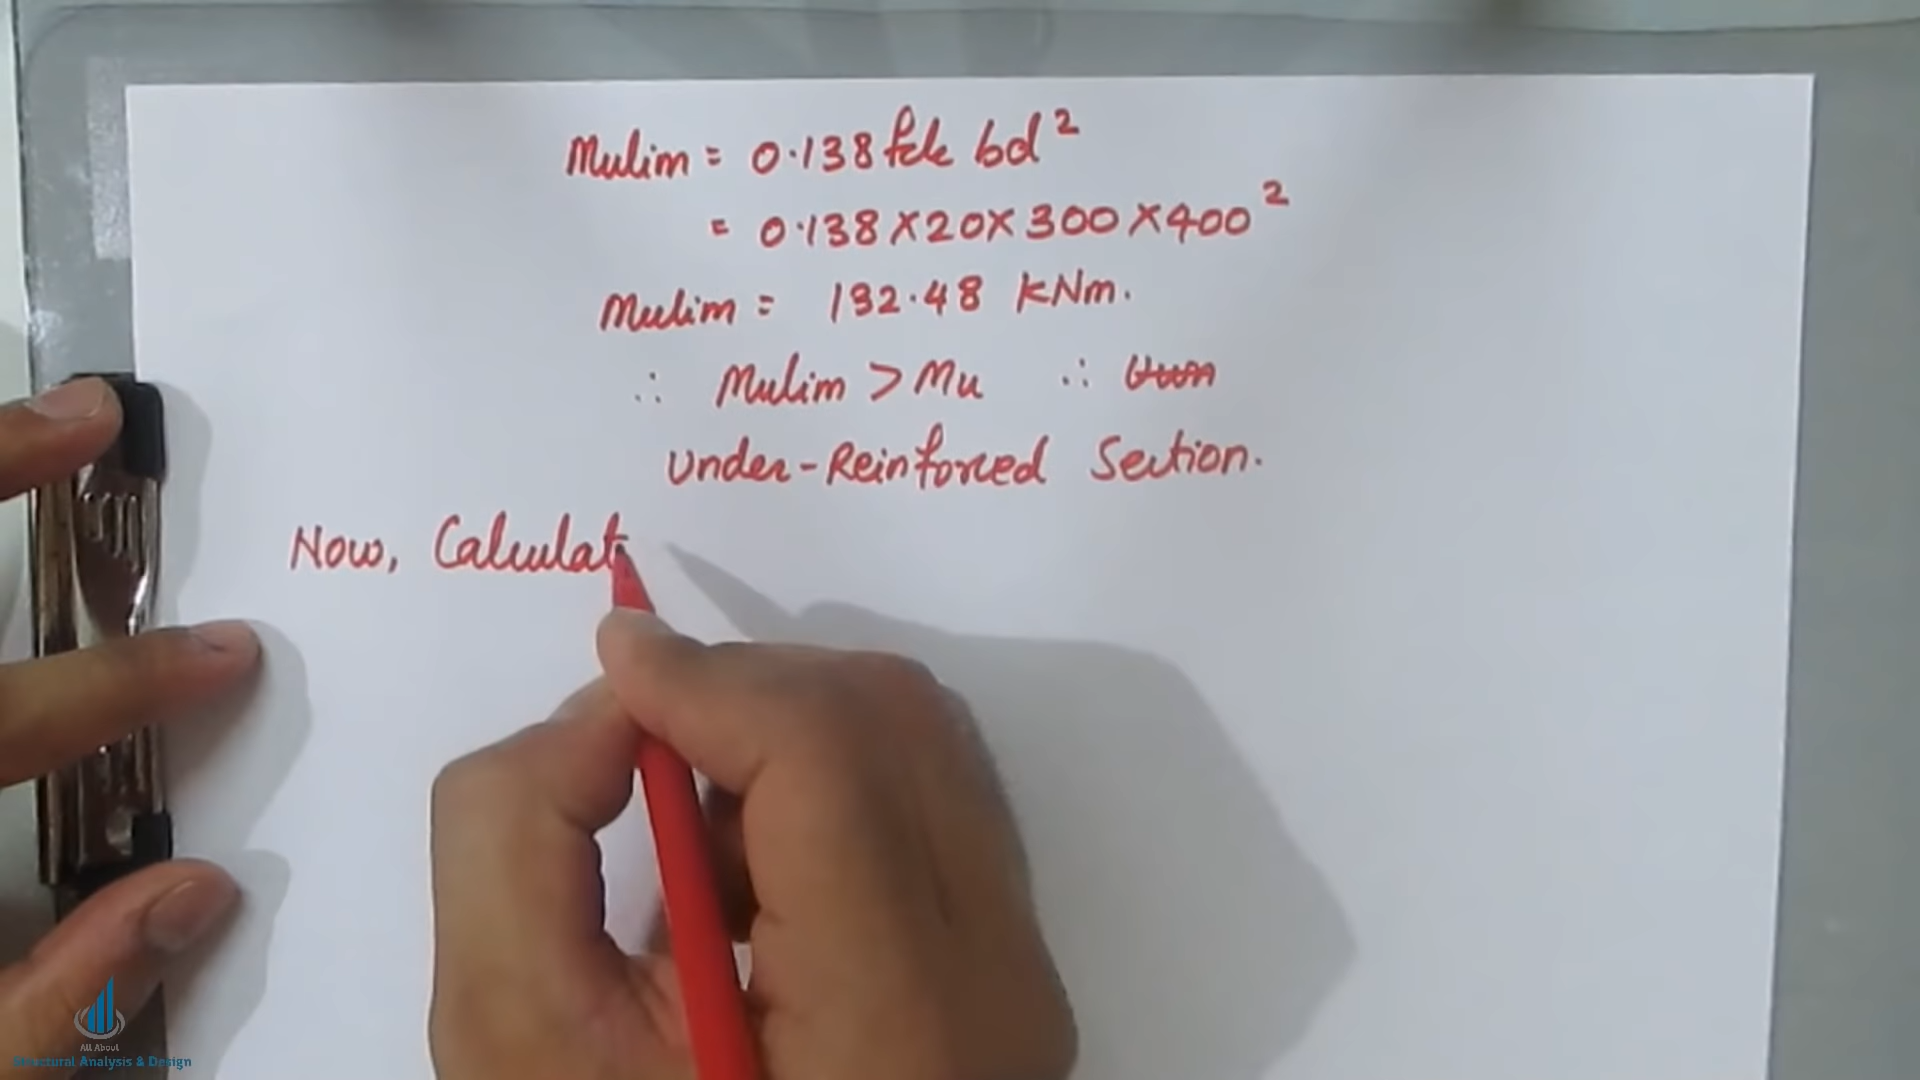 Mulim = 0.138 fck bd²
= 0.138 × 20 × 300 × 400²
Mulim = 132.48 kNm.
∴ Mulim > Mu ∴
Under-Reinforced Section.
Now, Calculat
All About
Structural Analysis & Design